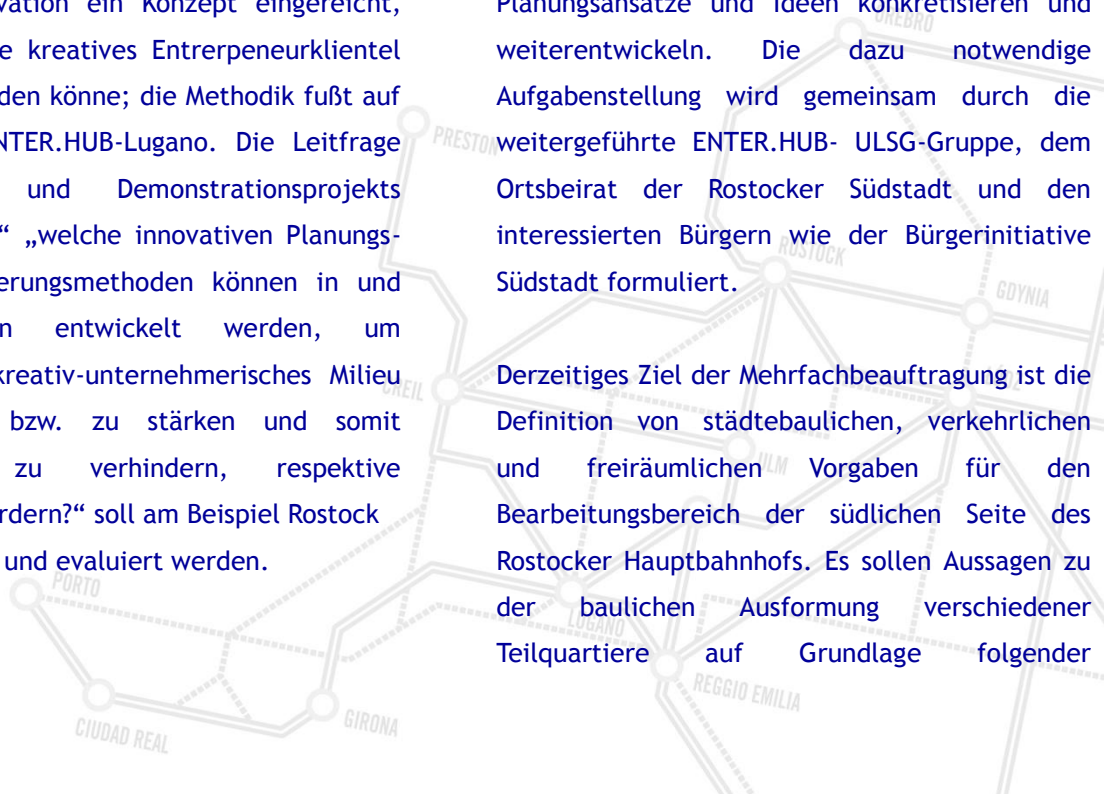 vation ein Konzept eingereicht,
e kreatives Entrerpeneurklientel
den könne; die Methodik fußt auf
NTER.HUB-Lugano. Die Leitfrage
und Demonstrationsprojekts
“ „welche innovativen Planungs-
erungsmethoden können in und
n entwickelt werden, um
kreativ-unternehmerisches Milieu
bzw. zu stärken und somit
zu verhindern, respektive
rdern?“ soll am Beispiel Rostock
und evaluiert werden.
Planungsansätze und Ideen konkretisieren und
weiterentwickeln. Die dazu notwendige
Aufgabenstellung wird gemeinsam durch die
weitergeführte ENTER.HUB- ULSG-Gruppe, dem
Ortsbeirat der Rostocker Südstadt und den
interessierten Bürgern wie der Bürgerinitiative
Südstadt formuliert.
Derzeitiges Ziel der Mehrfachbeauftragung ist die
Definition von städtebaulichen, verkehrlichen
und freiräumlichen Vorgaben für den
Bearbeitungsbereich der südlichen Seite des
Rostocker Hauptbahnhofs. Es sollen Aussagen zu
der baulichen Ausformung verschiedener
Teilquartiere auf Grundlage folgender
ÖREBRO
PRESTON
ROSTOCK
GDYNIA
CREIL
ULM
PORTO
LUGANO
REGGIO EMILIA
GIRONA
CIUDAD REAL